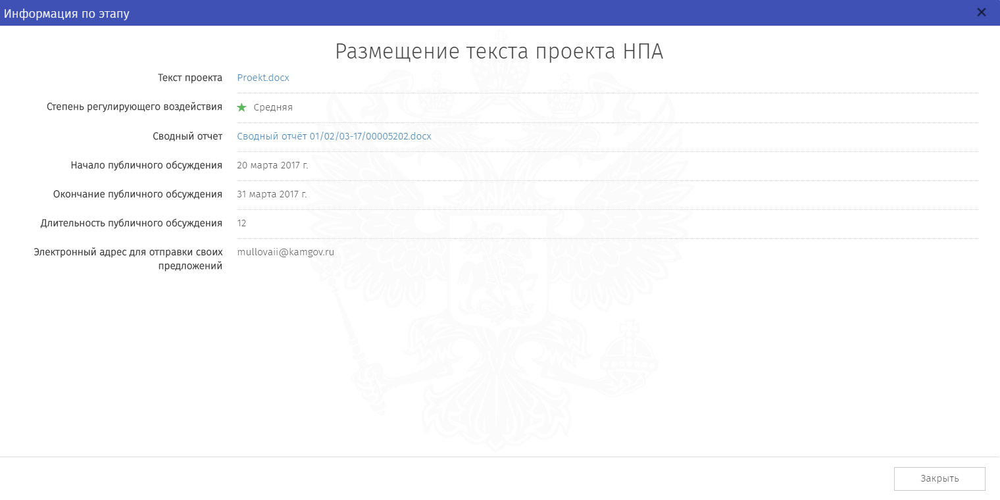 Информация по этапу
Размещение текста проекта НПА
Текст проекта Proekt.docx
Степень регулирующего воздействия Средняя
Сводный отчет Сводный отчёт 01/02/03-17/00005202.docx
Начало публичного обсуждения 20 марта 2017 г.
Окончание публичного обсуждения 31 марта 2017 г.
Длительность публичного обсуждения 12
Электронный адрес для отправки своих mullovaii@kamgov.ru
предложений
Закрыть